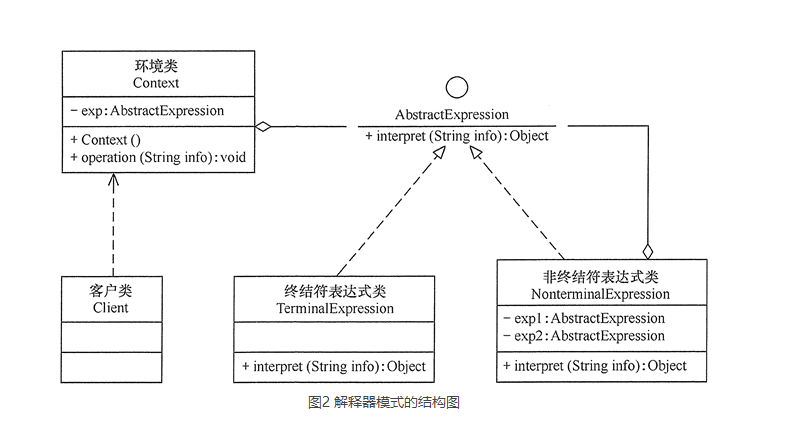 环境类
Context
- exp:AbstractExpression
+ Context()
+ operation(String info):void
AbstractExpression
+ interpret(String info):Object
客户类
Client
终结符表达式类
TerminalExpression
+ interpret(String info):Object
非终结符表达式类
NonterminalExpression
- exp1:AbstractExpression
- exp2:AbstractExpression
+ interpret(String info):Object
图2 解释器模式的结构图